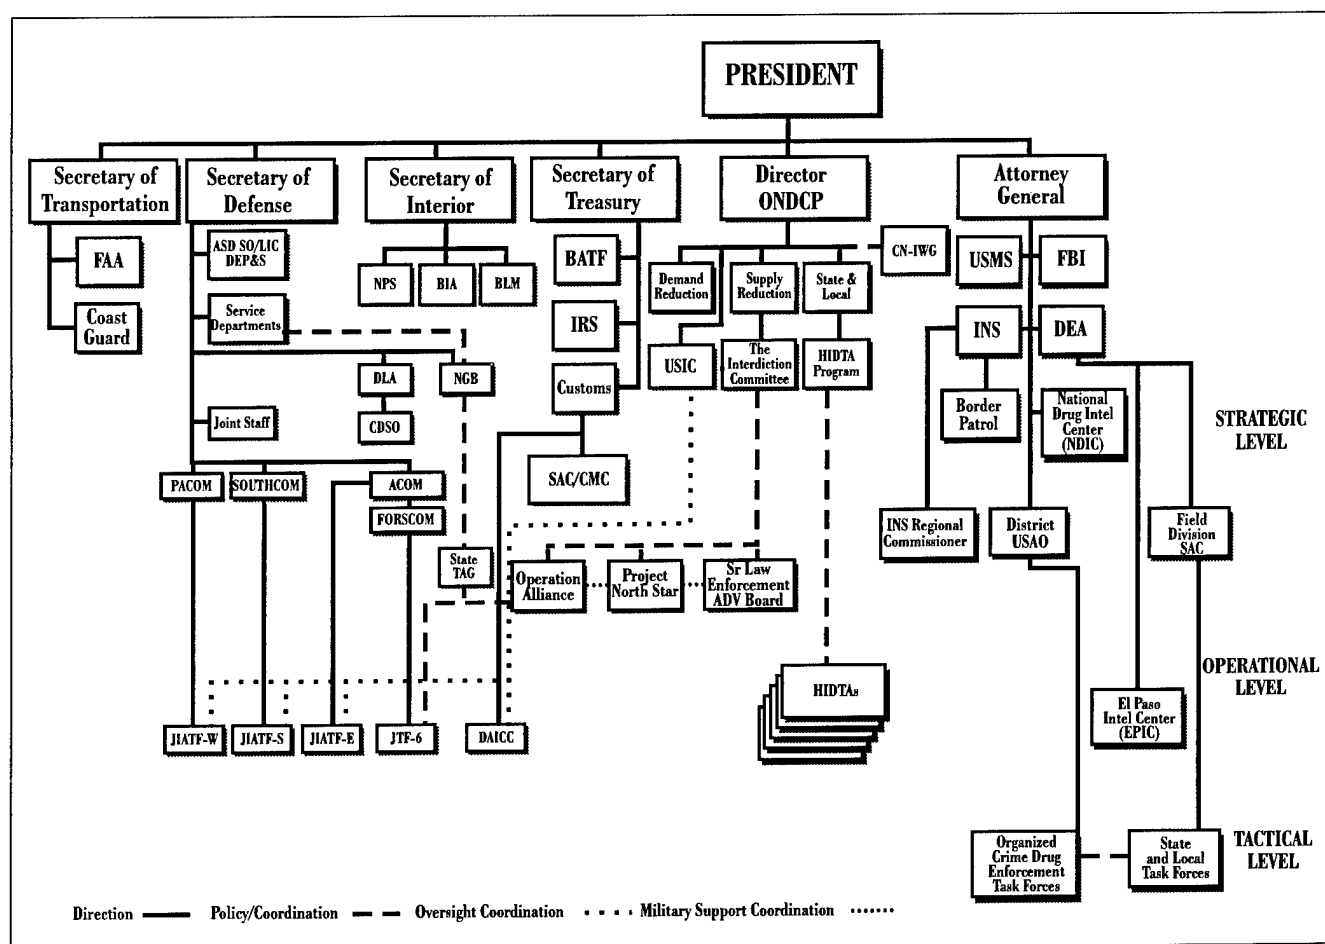 PRESIDENT
Secretary of
Transportation
Secretary of
Defense
Secretary of
Interior
Secretary of
Treasury
Director
ONDCP
Attorney
General
FAA
Coast
Guard
ASD SO/LIC
DEP&S
Service
Departments
DLA
NGB
CDSO
Joint Staff
PACOM
SOUTHCOM
ACOM
FORSCOM
State
TAG
NPS
BIA
BLM
BATF
IRS
Customs
SAC/CMC
Demand
Reduction
Supply
Reduction
State &
Local
CN-IWG
USIC
The
Interdiction
Committee
HIDTA
Program
USMS
FBI
INS
DEA
Border
Patrol
National
Drug Intel
Center
(NDIC)
STRATEGIC
LEVEL
INS Regional
Commissioner
District
USAO
Field
Division
SAC
Operation
Alliance
Project
North Star
Sr Law
Enforcement
ADV Board
HIDTAs
OPERATIONAL
LEVEL
El Paso
Intel Center
(EPIC)
JIATF-W
JIATF-S
JIATF-E
JTF-6
DAICC
Organized
Crime Drug
Enforcement
Task Forces
State
and Local
Task Forces
TACTICAL
LEVEL
Direction
Policy/Coordination
Oversight Coordination
Military Support Coordination